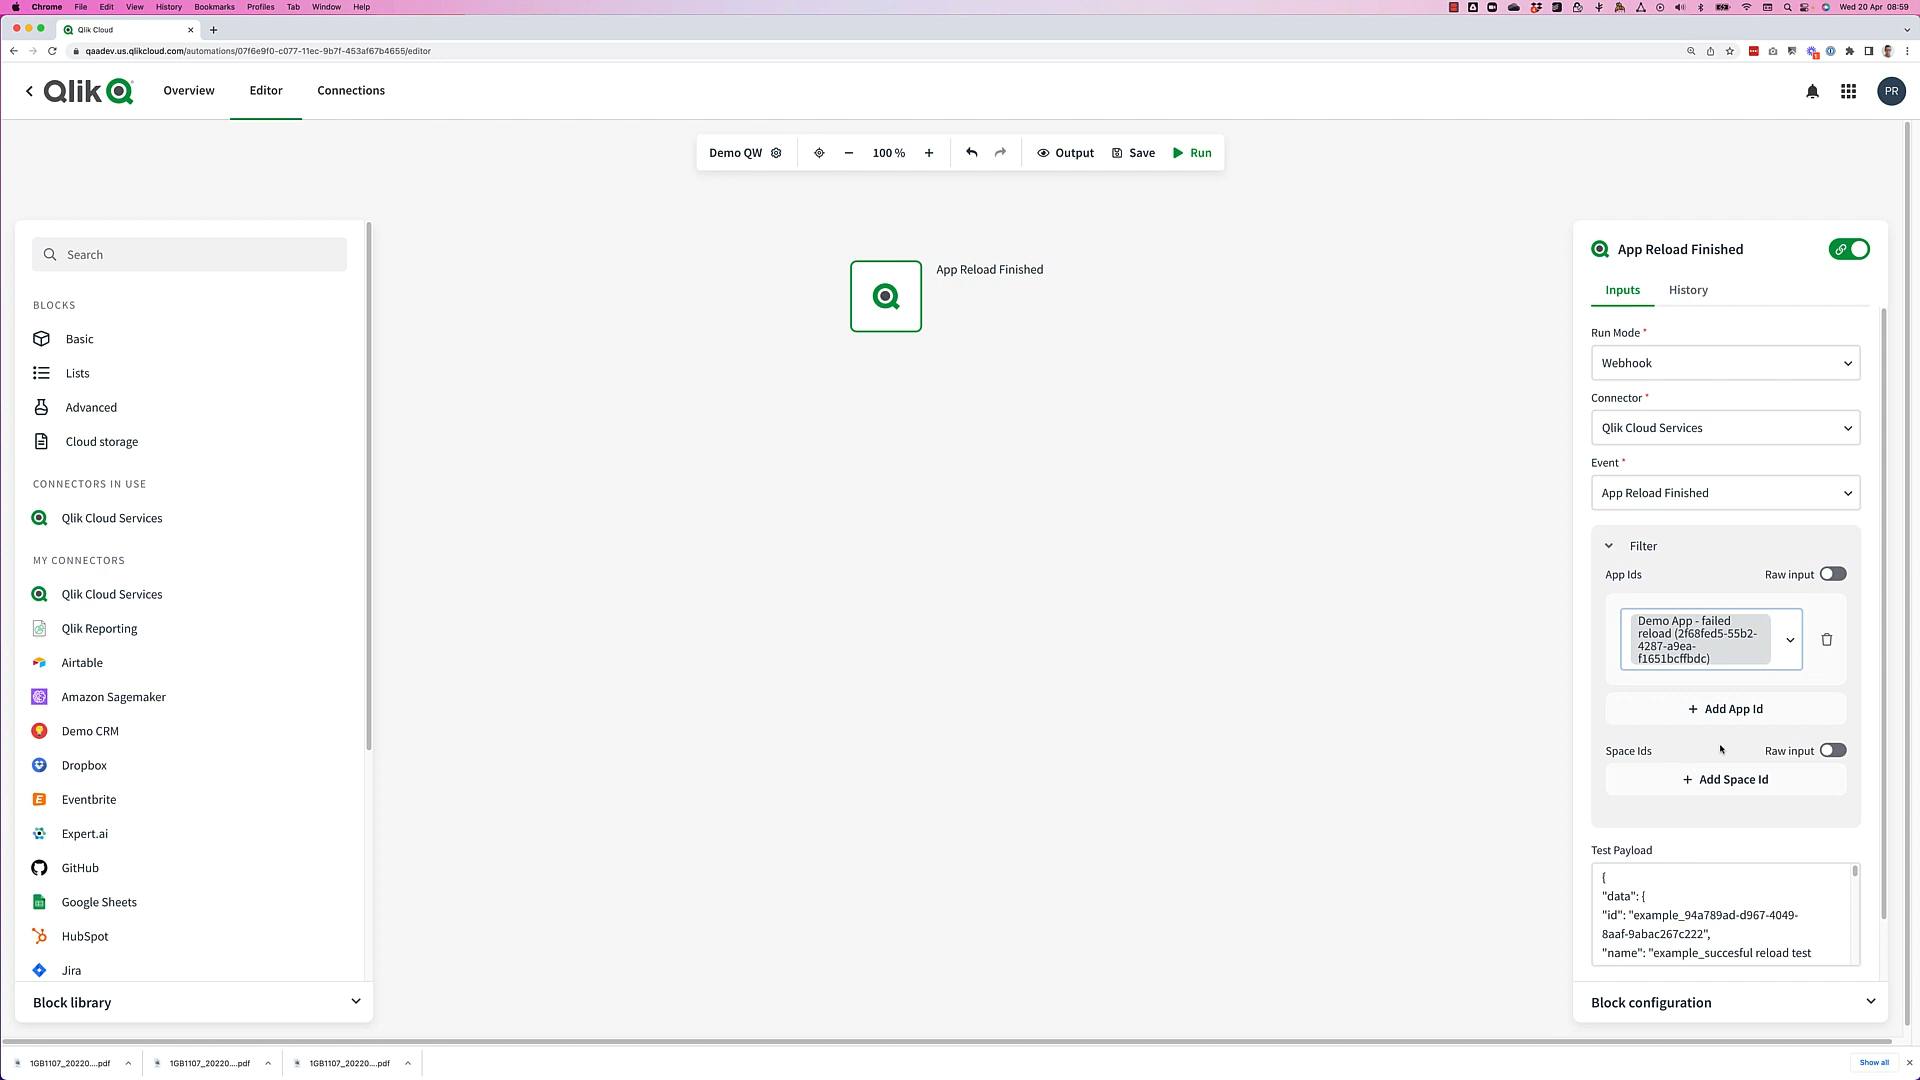 Chrome File Edit View History Bookmarks Profiles Tab Window Help
Wed 20 Apr 08:59
Qlik Cloud
qaadev.us.qlikcloud.com/automations/07f6e9f0-c077-11ec-9b7f-453af67b4655/editor
Qlik Overview Editor Connections
PR
Demo QW 100 % Output Save Run
Search
BLOCKS
Basic
Lists
Advanced
Cloud storage
CONNECTORS IN USE
Qlik Cloud Services
MY CONNECTORS
Qlik Cloud Services
Qlik Reporting
Airtable
Amazon Sagemaker
Demo CRM
Dropbox
Eventbrite
Expert.ai
GitHub
Google Sheets
HubSpot
Jira
Block library
App Reload Finished
App Reload Finished
Inputs History
Run Mode *
Webhook
Connector *
Qlik Cloud Services
Event *
App Reload Finished
Filter
App Ids Raw input
Demo App - failed
reload (2f68fed5-55b2-
4287-a9ea-
f1651bcffbdc)
+ Add App Id
Space Ids Raw input
+ Add Space Id
Test Payload
{
"data": {
"id": "example_94a789ad-d967-4049-
8aaf-9abac267c222",
"name": "example_succesful reload test
Block configuration
1GB1107_20220....pdf
1GB1107_20220....pdf
1GB1107_20220....pdf
Show all